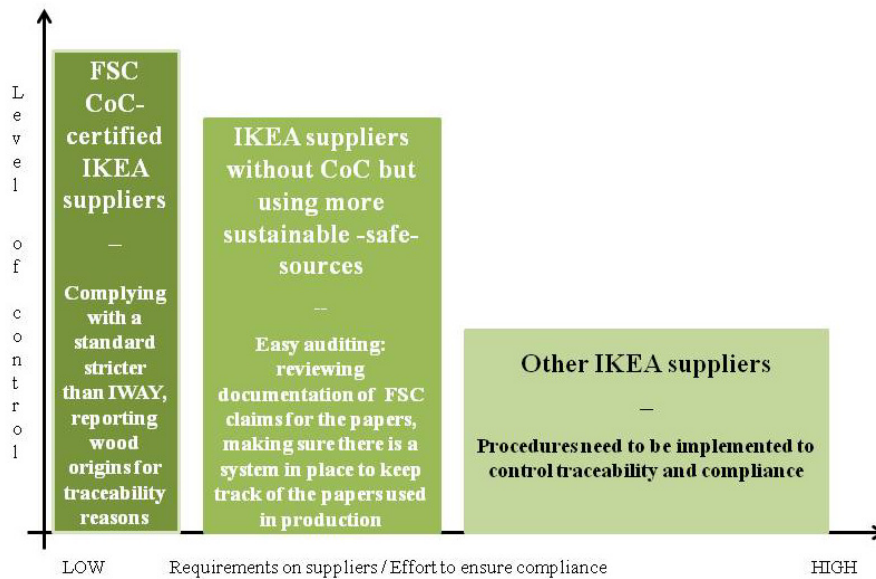 Level of control
FSC
CoC-
certified
IKEA
suppliers
–
Complying
with a
standard
stricter
than IWAY,
reporting
wood
origins for
traceability
reasons
IKEA suppliers
without CoC but
using more
sustainable -safe-
sources
–
Easy auditing:
reviewing
documentation of FSC
claims for the papers,
making sure there is a
system in place to keep
track of the papers used
in production
Other IKEA suppliers
–
Procedures need to be implemented to
control traceability and compliance
LOW Requirements on suppliers / Effort to ensure compliance HIGH